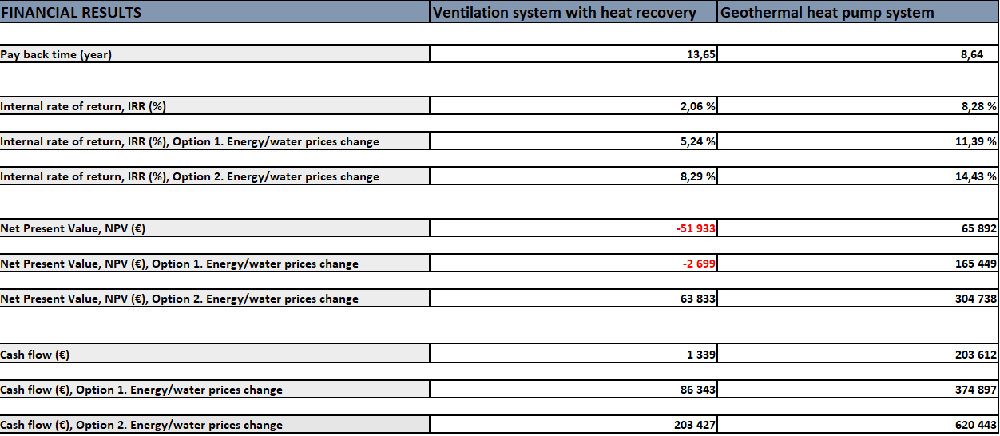 FINANCIAL RESULTS Ventilation system with heat recovery Geothermal heat pump system
Pay back time (year) 13,65 8,64
Internal rate of return, IRR (%) 2,06 % 8,28 %
Internal rate of return, IRR (%), Option 1. Energy/water prices change 5,24 % 11,39 %
Internal rate of return, IRR (%), Option 2. Energy/water prices change 8,29 % 14,43 %
Net Present Value, NPV (€) -51 933 65 892
Net Present Value, NPV (€), Option 1. Energy/water prices change -2 699 165 449
Net Present Value, NPV (€), Option 2. Energy/water prices change 63 833 304 738
Cash flow (€) 1 339 203 612
Cash flow (€), Option 1. Energy/water prices change 86 343 374 897
Cash flow (€), Option 2. Energy/water prices change 203 427 620 443